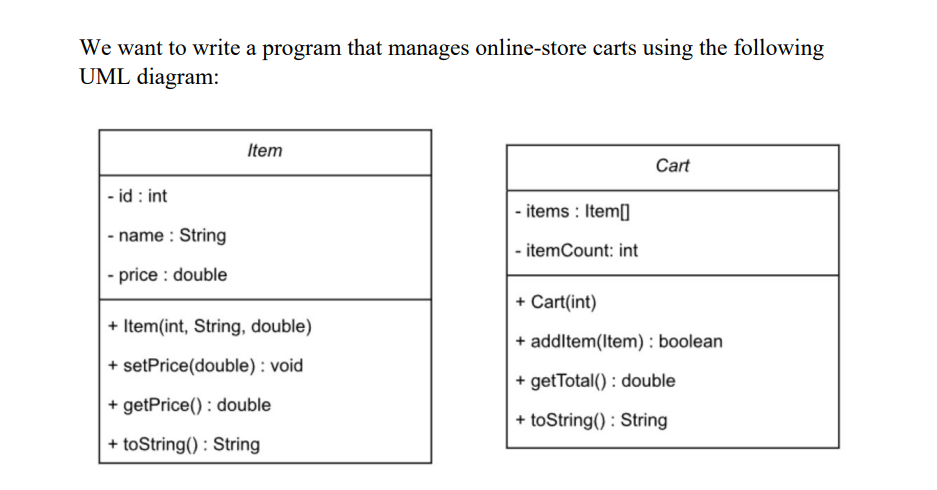 We want to write a program that manages online-store carts using the following
UML diagram:
Item
- id : int
- name : String
- price : double
+ Item(int, String, double)
+ setPrice(double) : void
+ getPrice() : double
+ toString() : String
Cart
- items : Item[]
- itemCount: int
+ Cart(int)
+ addItem(Item) : boolean
+ getTotal() : double
+ toString() : String